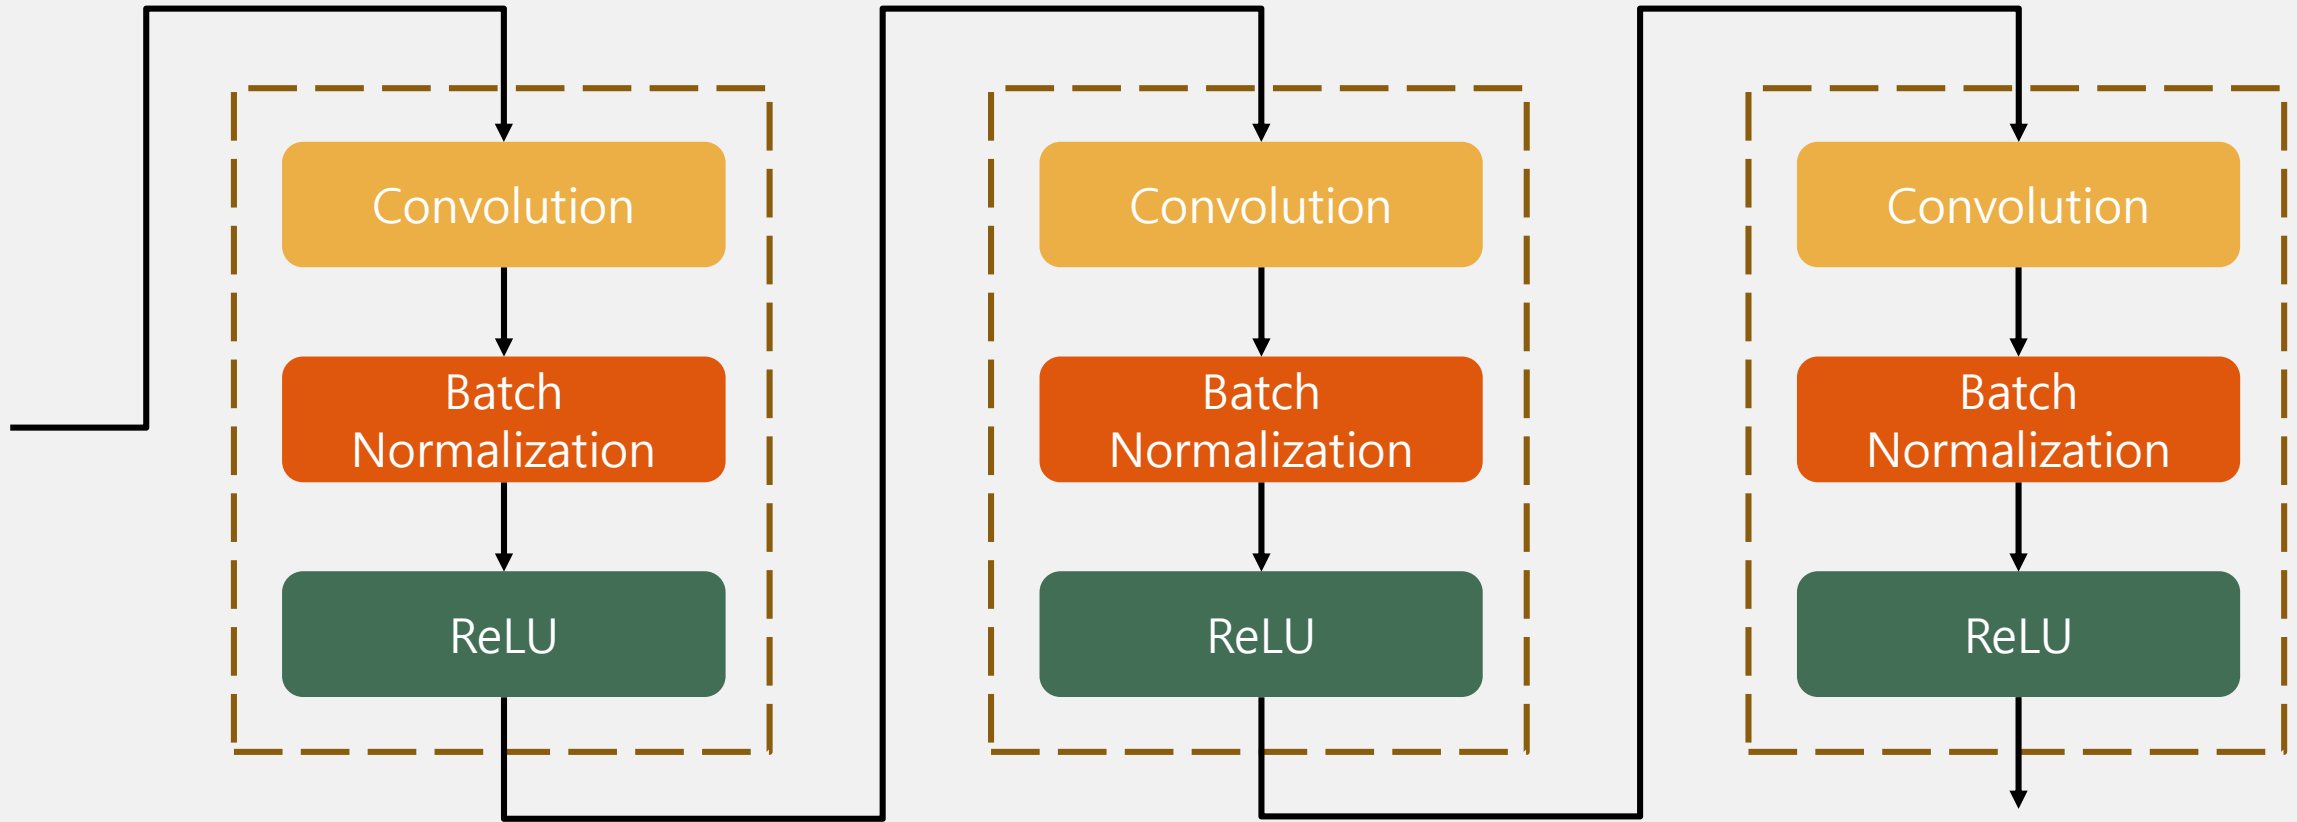 Convolution
Batch
Normalization
ReLU
Convolution
Batch
Normalization
ReLU
Convolution
Batch
Normalization
ReLU